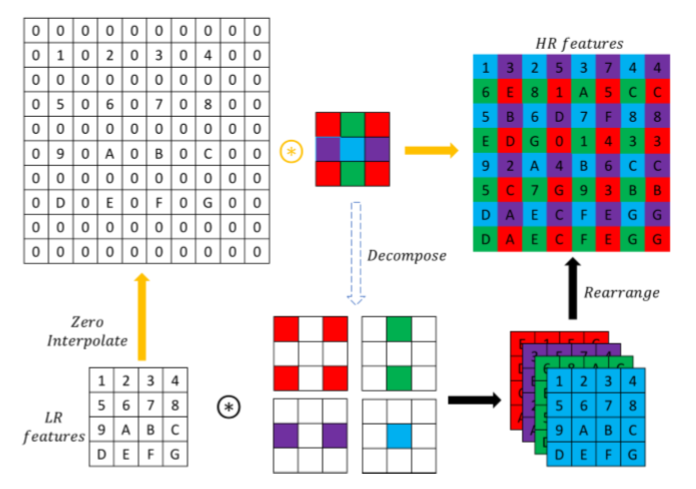 0 0 0 0 0 0 0 0 0 0
0 1 0 2 0 3 0 4 0 0
0 0 0 0 0 0 0 0 0 0
0 5 0 6 0 7 0 8 0 0
0 0 0 0 0 0 0 0 0 0
0 9 0 A 0 B 0 C 0 0
0 0 0 0 0 0 0 0 0 0
0 D 0 E 0 F 0 G 0 0
0 0 0 0 0 0 0 0 0 0
0 0 0 0 0 0 0 0 0 0
HR features
1 3 2 5 3 7 4 4
6 E 8 1 A 5 C C
5 B 6 D 7 F 8 8
E D G 0 1 4 3 3
9 2 A 4 B 6 C C
5 C 7 G 9 3 B B
D A E C F E G G
D A E C F E G G
Decompose
Rearrange
Zero
Interpolate
LR
features
1 2 3 4
5 6 7 8
9 A B C
D E F G
1 2 3 4
5 6 7 8
9 A B C
D E F G